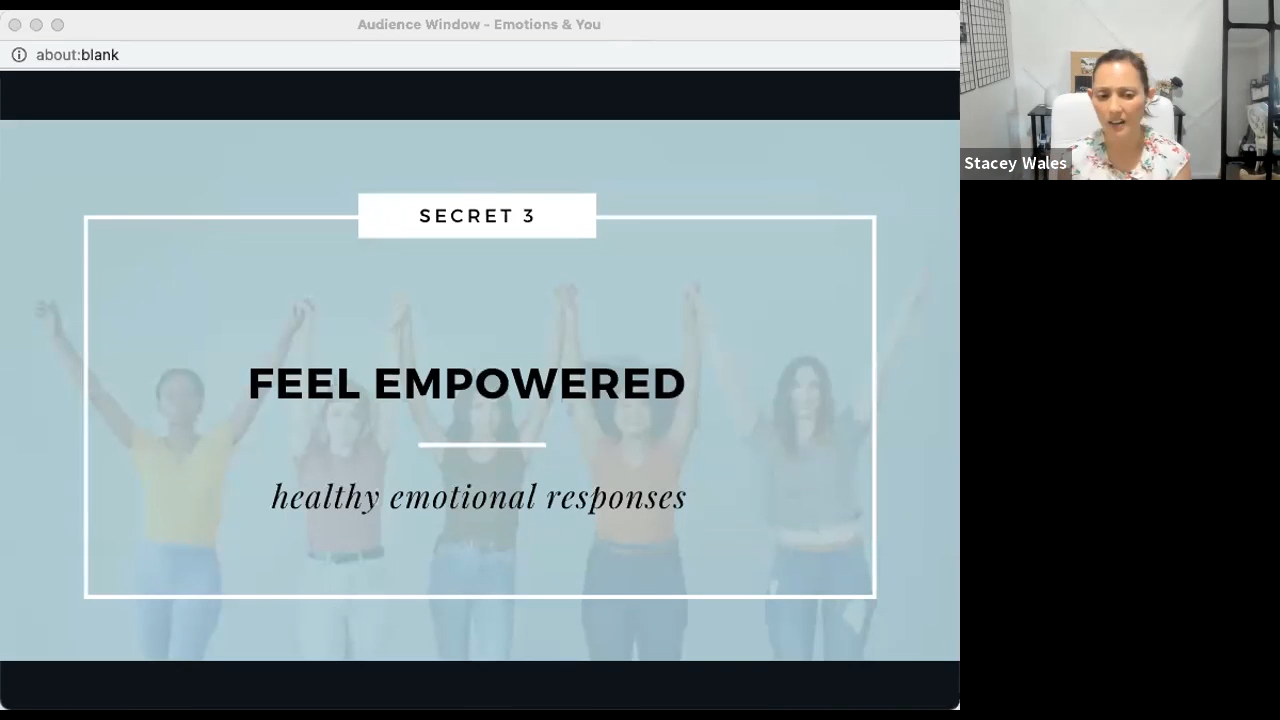 Audience Window - Emotions & You
about:blank
SECRET 3
FEEL EMPOWERED
healthy emotional responses
Stacey Wales